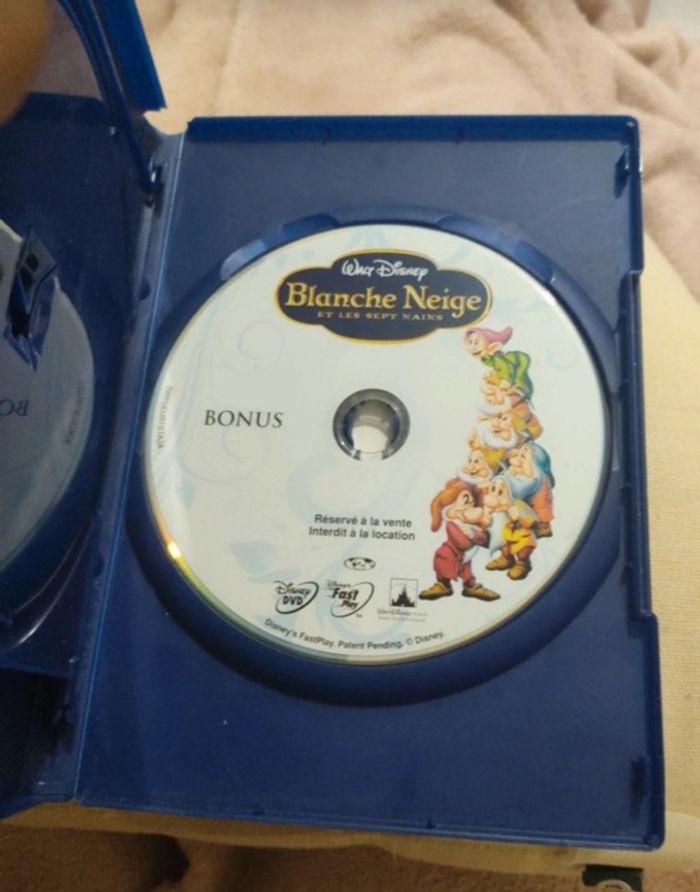 Walt Disney
Blanche Neige
ET LES SEPT NAINS
BONUS
Réservé à la vente
Interdit à la location
Disney
DVD
Disney's
Fast
Play
WALT DISNEY
Disney's FastPlay. Patent Pending. © Disney.